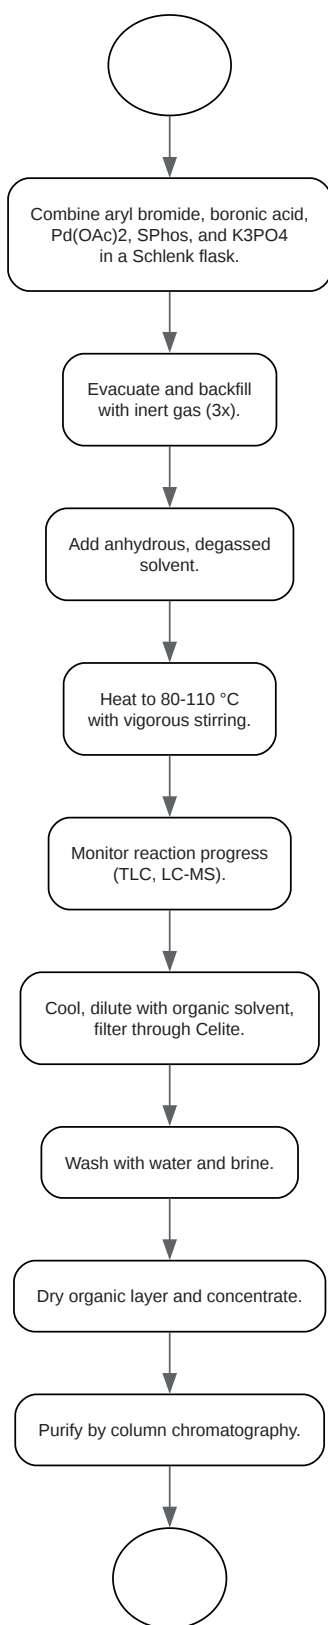 Combine aryl bromide, boronic acid,
Pd(OAc)2, SPhos, and K3PO4
in a Schlenk flask.
Evacuate and backfill
with inert gas (3x).
Add anhydrous, degassed
solvent.
Heat to 80-110 °C
with vigorous stirring.
Monitor reaction progress
(TLC, LC-MS).
Cool, dilute with organic solvent,
filter through Celite.
Wash with water and brine.
Dry organic layer and concentrate.
Purify by column chromatography.